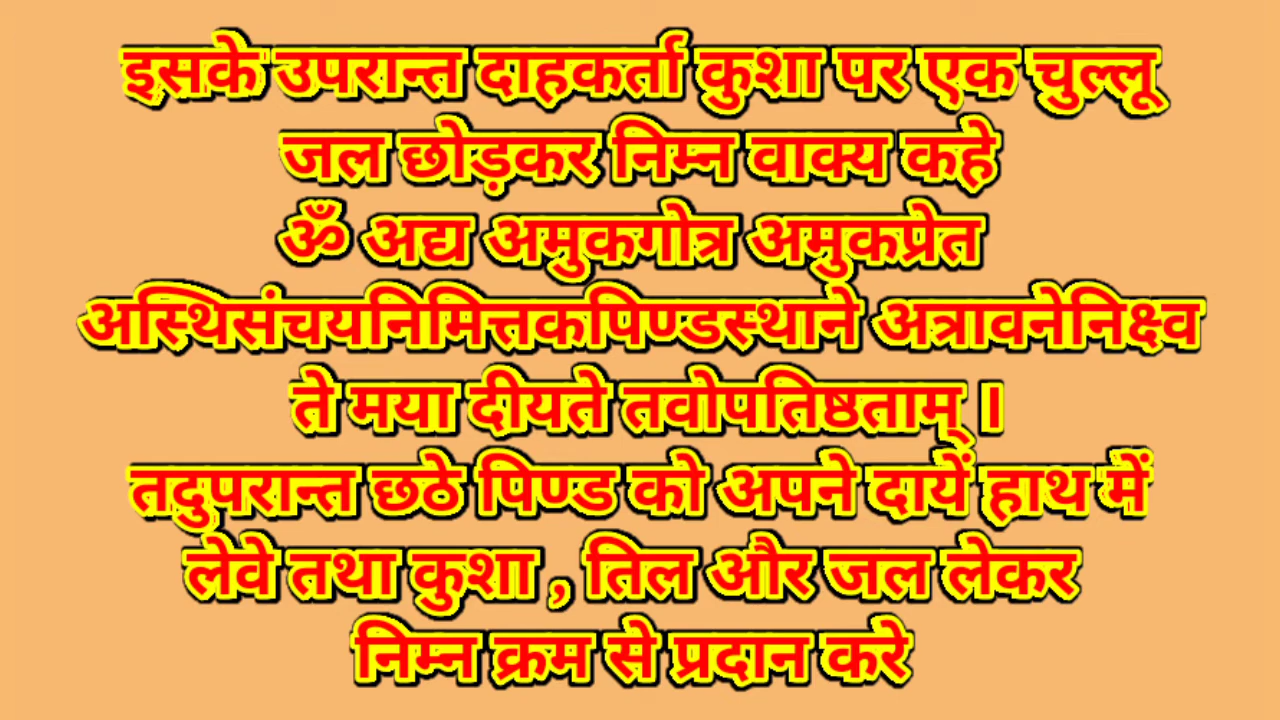 इसके उपरान्त दाहकर्ता कुशा पर एक चुल्लू
जल छोड़कर निम्न वाक्य कहे
ॐ अद्य अमुकगोत्र अमुकप्रेत
अस्थिसंचयनिमित्तकपिण्डस्थाने अत्रावनेनिक्ष्व
ते मया दीयते तवोपतिष्ठताम् ।
तदुपरान्त छठे पिण्ड को अपने दायें हाथ में
लेवे तथा कुशा , तिल और जल लेकर
निम्न क्रम से प्रदान करे